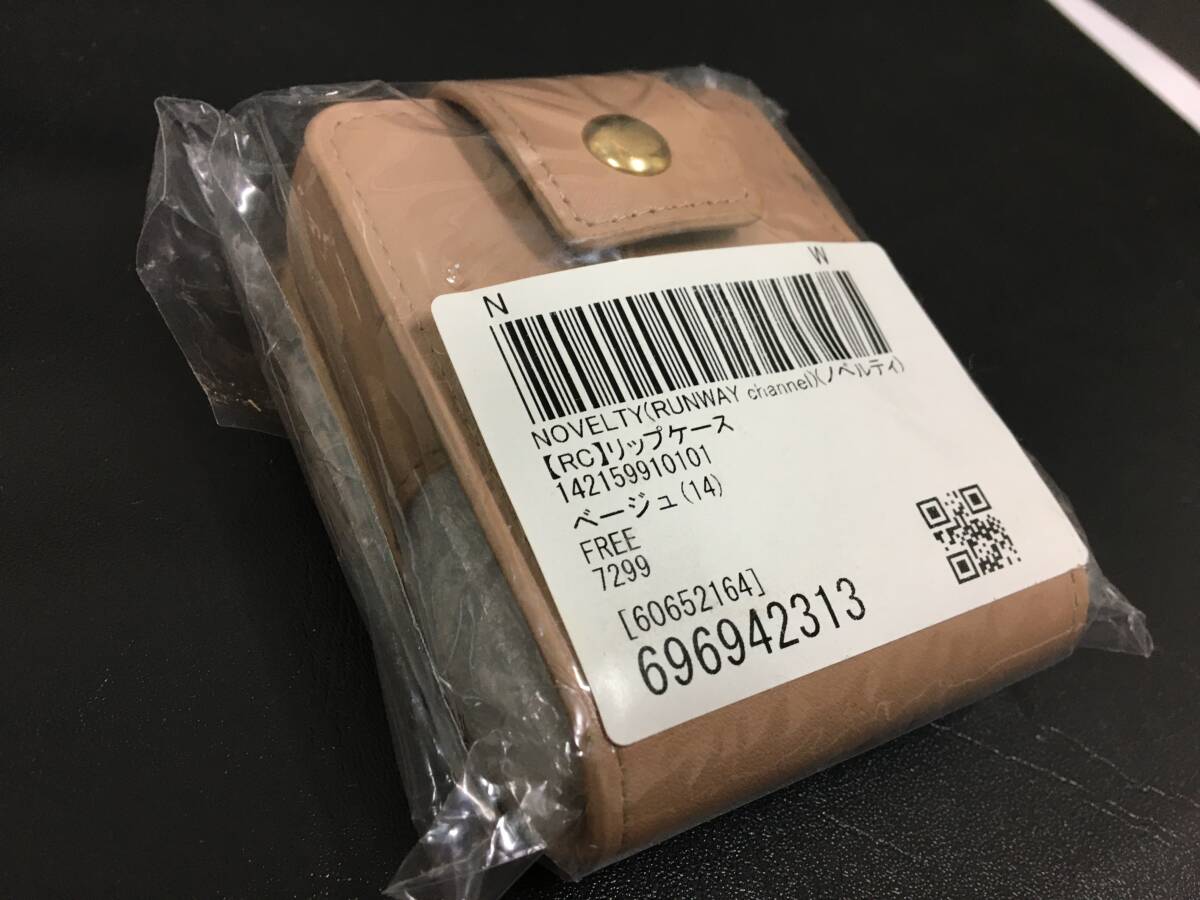 N W
NOVELTY(RUNWAY channel)(ノベルティ)
【RC】リップケース
142159910101
ベージュ(14)
FREE
7299
[60652164]
696942313